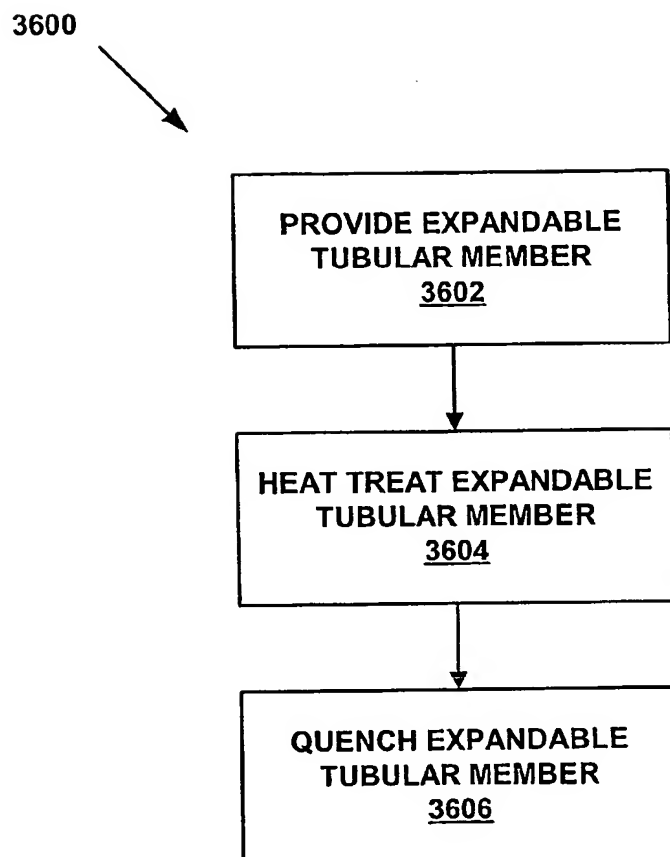 3600
PROVIDE EXPANDABLE
TUBULAR MEMBER
3602
HEAT TREAT EXPANDABLE
TUBULAR MEMBER
3604
QUENCH EXPANDABLE
TUBULAR MEMBER
3606